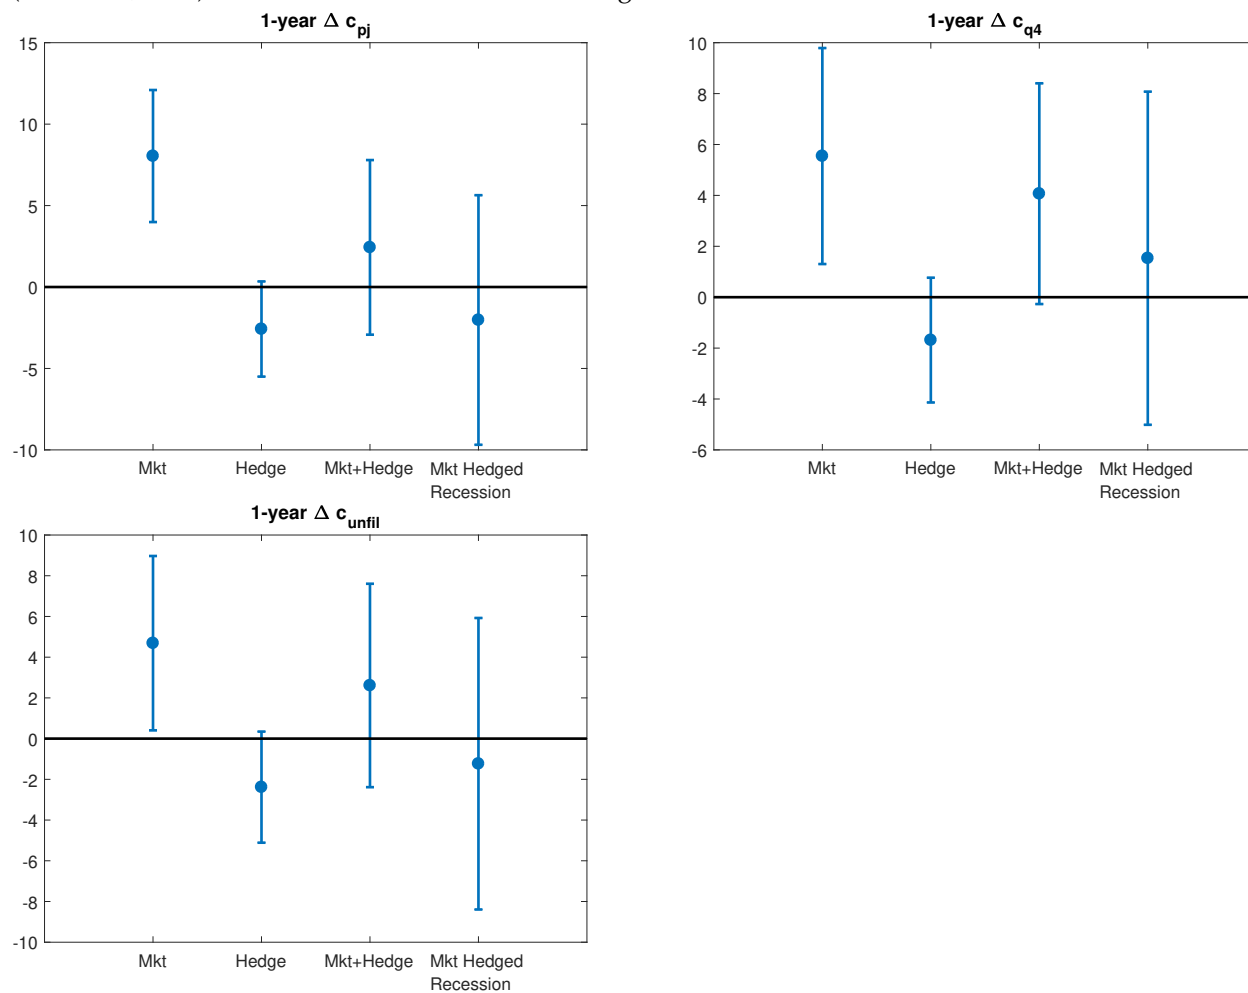 1-year Δ c_pj
15
10
5
0
-5
-10
Mkt Hedge Mkt+Hedge Mkt Hedged
Recession
1-year Δ c_q4
10
8
6
4
2
0
-2
-4
-6
Mkt Hedge Mkt+Hedge Mkt Hedged
Recession
1-year Δ c_unfil
10
8
6
4
2
0
-2
-4
-6
-8
-10
Mkt Hedge Mkt+Hedge Mkt Hedged
Recession